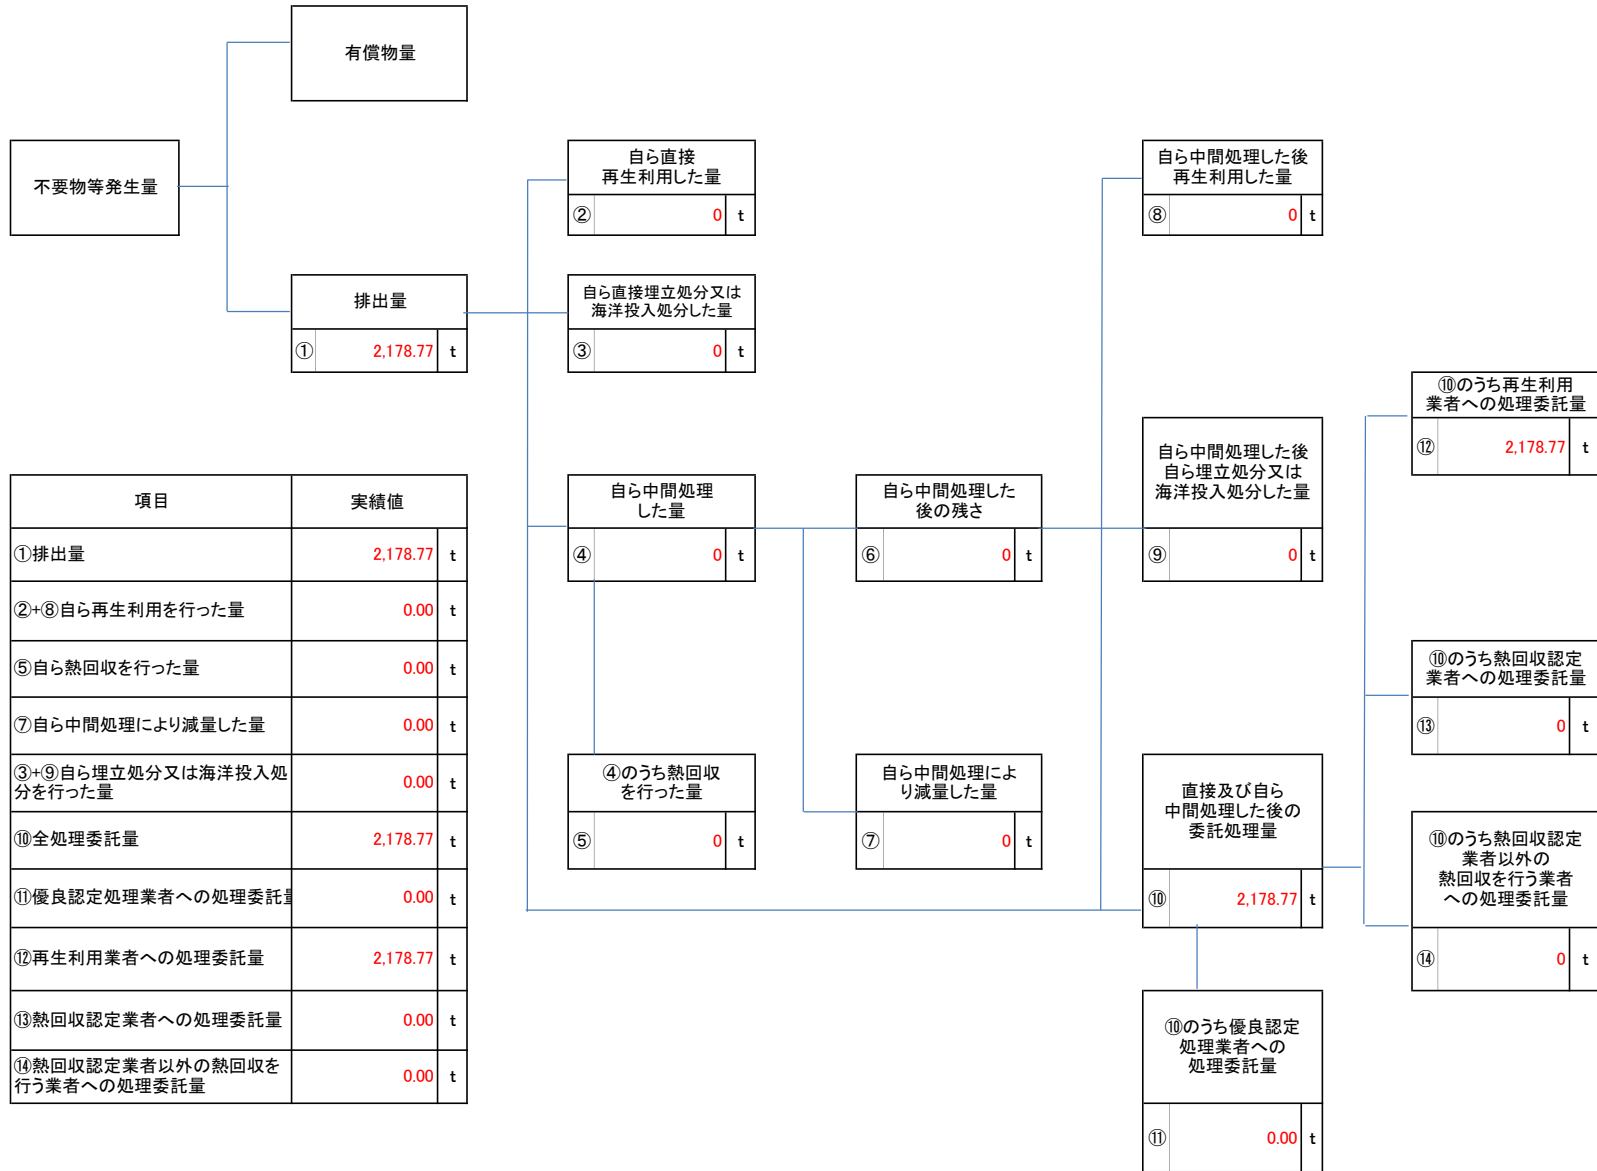 有償物量
不要物等発生量
排出量
① 2,178.77 t
自ら直接
再生利用した量
② 0 t
自ら直接埋立処分又は
海洋投入処分した量
③ 0 t
自ら中間処理
した量
④ 0 t
④のうち熱回収
を行った量
⑤ 0 t
自ら中間処理した
後の残さ
⑥ 0 t
自ら中間処理によ
り減量した量
⑦ 0 t
自ら中間処理した後
再生利用した量
⑧ 0 t
自ら中間処理した後
自ら埋立処分又は
海洋投入処分した量
⑨ 0 t
直接及び自ら
中間処理した後の
委託処理量
⑩ 2,178.77 t
⑩のうち優良認定
処理業者への
処理委託量
⑪ 0.00 t
⑩のうち再生利用
業者への処理委託量
⑫ 2,178.77 t
⑩のうち熱回収認定
業者への処理委託量
⑬ 0 t
⑩のうち熱回収認定
業者以外の
熱回収を行う業者
への処理委託量
⑭ 0 t
項目 実績値
①排出量 2,178.77 t
②+⑧自ら再生利用を行った量 0.00 t
⑤自ら熱回収を行った量 0.00 t
⑦自ら中間処理により減量した量 0.00 t
③+⑨自ら埋立処分又は海洋投入処
分を行った量 0.00 t
⑩全処理委託量 2,178.77 t
⑪優良認定処理業者への処理委託量 0.00 t
⑫再生利用業者への処理委託量 2,178.77 t
⑬熱回収認定業者への処理委託量 0.00 t
⑭熱回収認定業者以外の熱回収を
行う業者への処理委託量 0.00 t